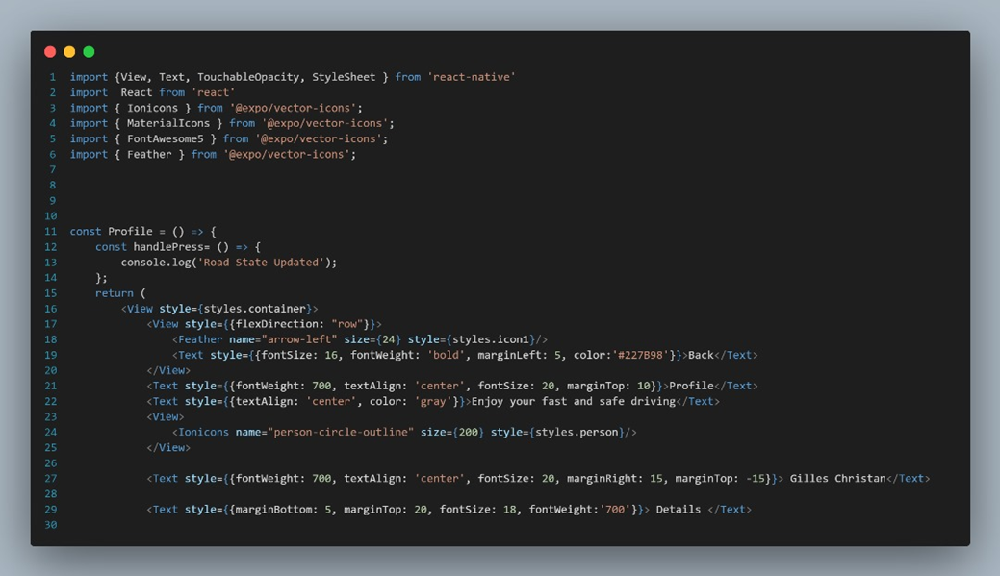 1 import {View, Text, TouchableOpacity, StyleSheet } from 'react-native'
2 import  React from 'react'
3 import { Ionicons } from '@expo/vector-icons';
4 import { MaterialIcons } from '@expo/vector-icons';
5 import { FontAwesome5 } from '@expo/vector-icons';
6 import { Feather } from '@expo/vector-icons';
7
8
9
10
11 const Profile = () => {
12     const handlePress= () => {
13         console.log('Road State Updated');
14     };
15     return (
16         <View style={styles.container}>
17             <View style={{flexDirection: "row"}}>
18                 <Feather name="arrow-left" size={24} style={styles.icon1}/>
19                 <Text style={{fontSize: 16, fontWeight: 'bold', marginLeft: 5, color:'#227B98'}}>Back</Text>
20             </View>
21             <Text style={{fontWeight: 700, textAlign: 'center', fontSize: 20, marginTop: 10}}>Profile</Text>
22             <Text style={{textAlign: 'center', color: 'gray'}}>Enjoy your fast and safe driving</Text>
23             <View>
24                 <Ionicons name="person-circle-outline" size={200} style={styles.person}/>
25             </View>
26
27             <Text style={{fontWeight: 700, textAlign: 'center', fontSize: 20, marginRight: 15, marginTop: -15}}> Gilles Christan</Text>
28
29             <Text style={{marginBottom: 5, marginTop: 20, fontSize: 18, fontWeight:'700'}}> Details </Text>
30